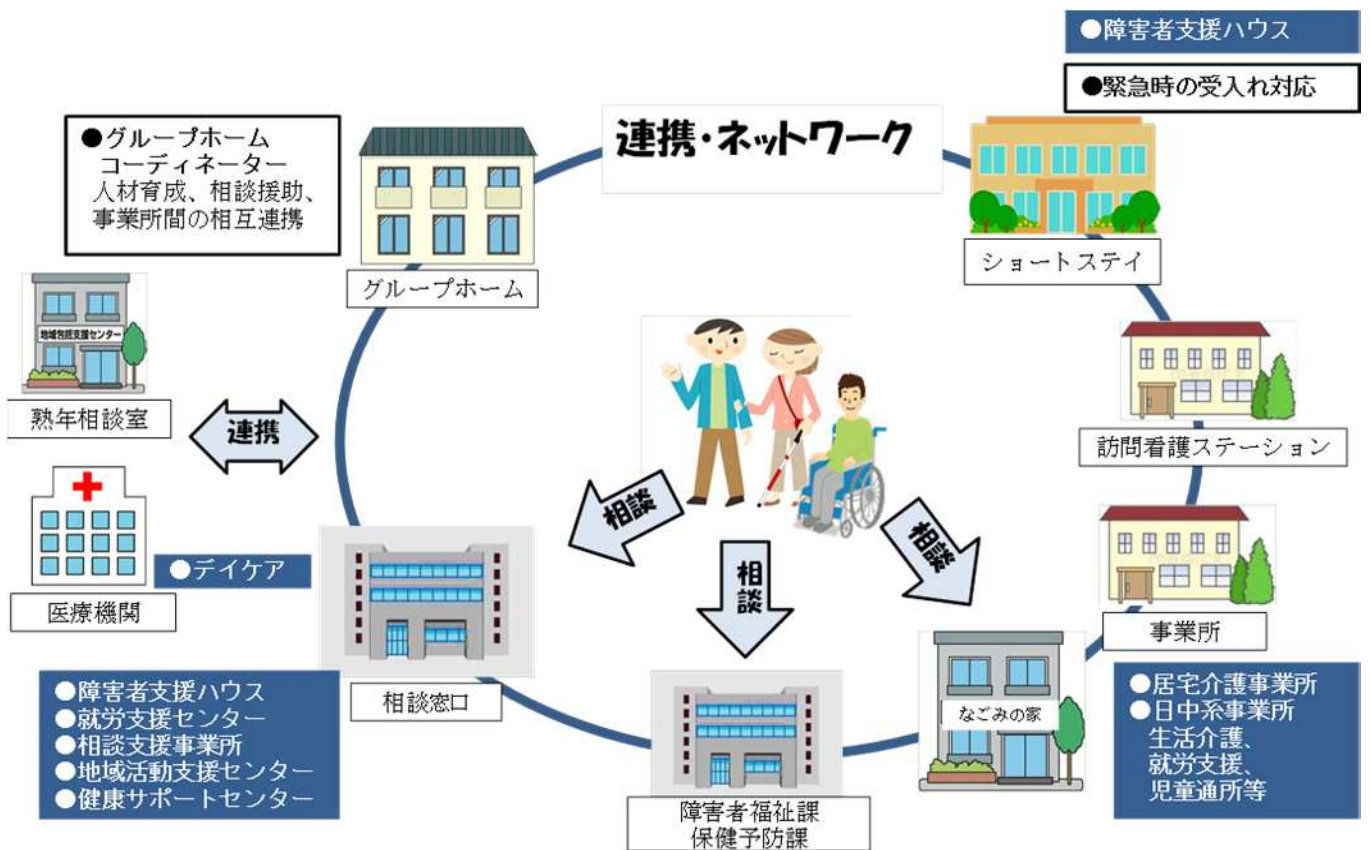 ●障害者支援ハウス
●緊急時の受入れ対応
連携・ネットワーク
●グループホーム
コーディネーター
人材育成、相談援助、
事業所間の相互連携
グループホーム
ショートステイ
地域包括支援センター
熟年相談室
連携
訪問看護ステーション
相談
相談
相談
医療機関
●デイケア
事業所
相談窓口
なごみの家
●障害者支援ハウス
●就労支援センター
●相談支援事業所
●地域活動支援センター
●健康サポートセンター
障害者福祉課
保健予防課
●居宅介護事業所
●日中系事業所
生活介護、
就労支援、
児童通所等